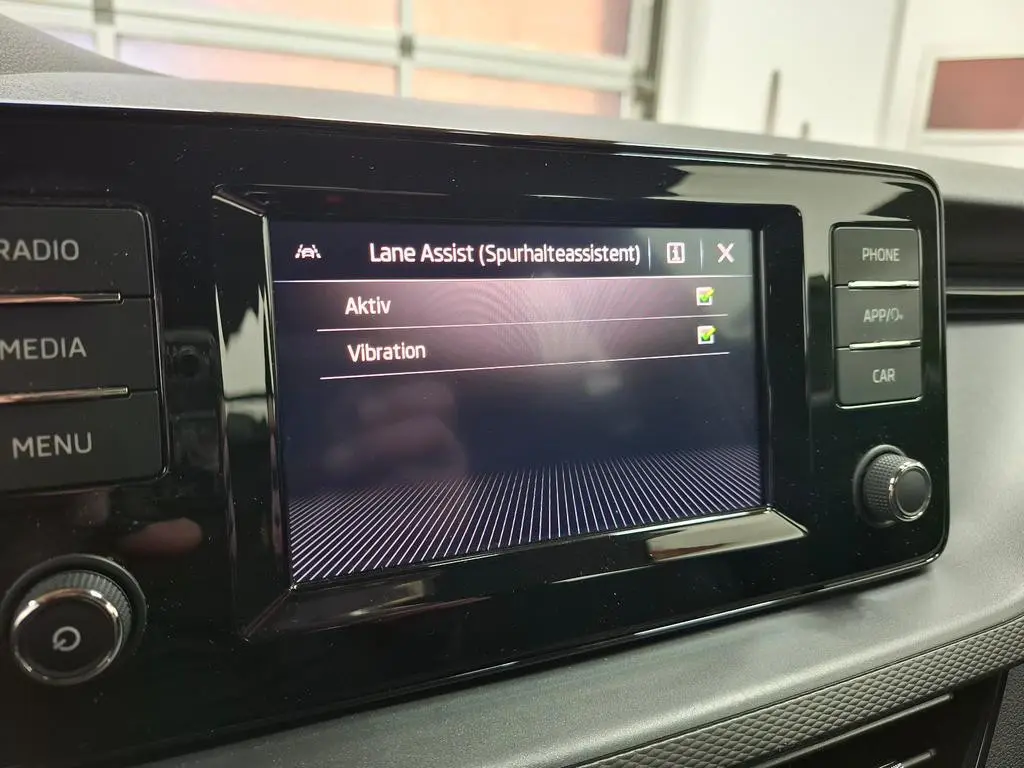 RADIO
MEDIA
MENU
Lane Assist (Spurhalteassistent)
Aktiv
Vibration
PHONE
APP/
CAR